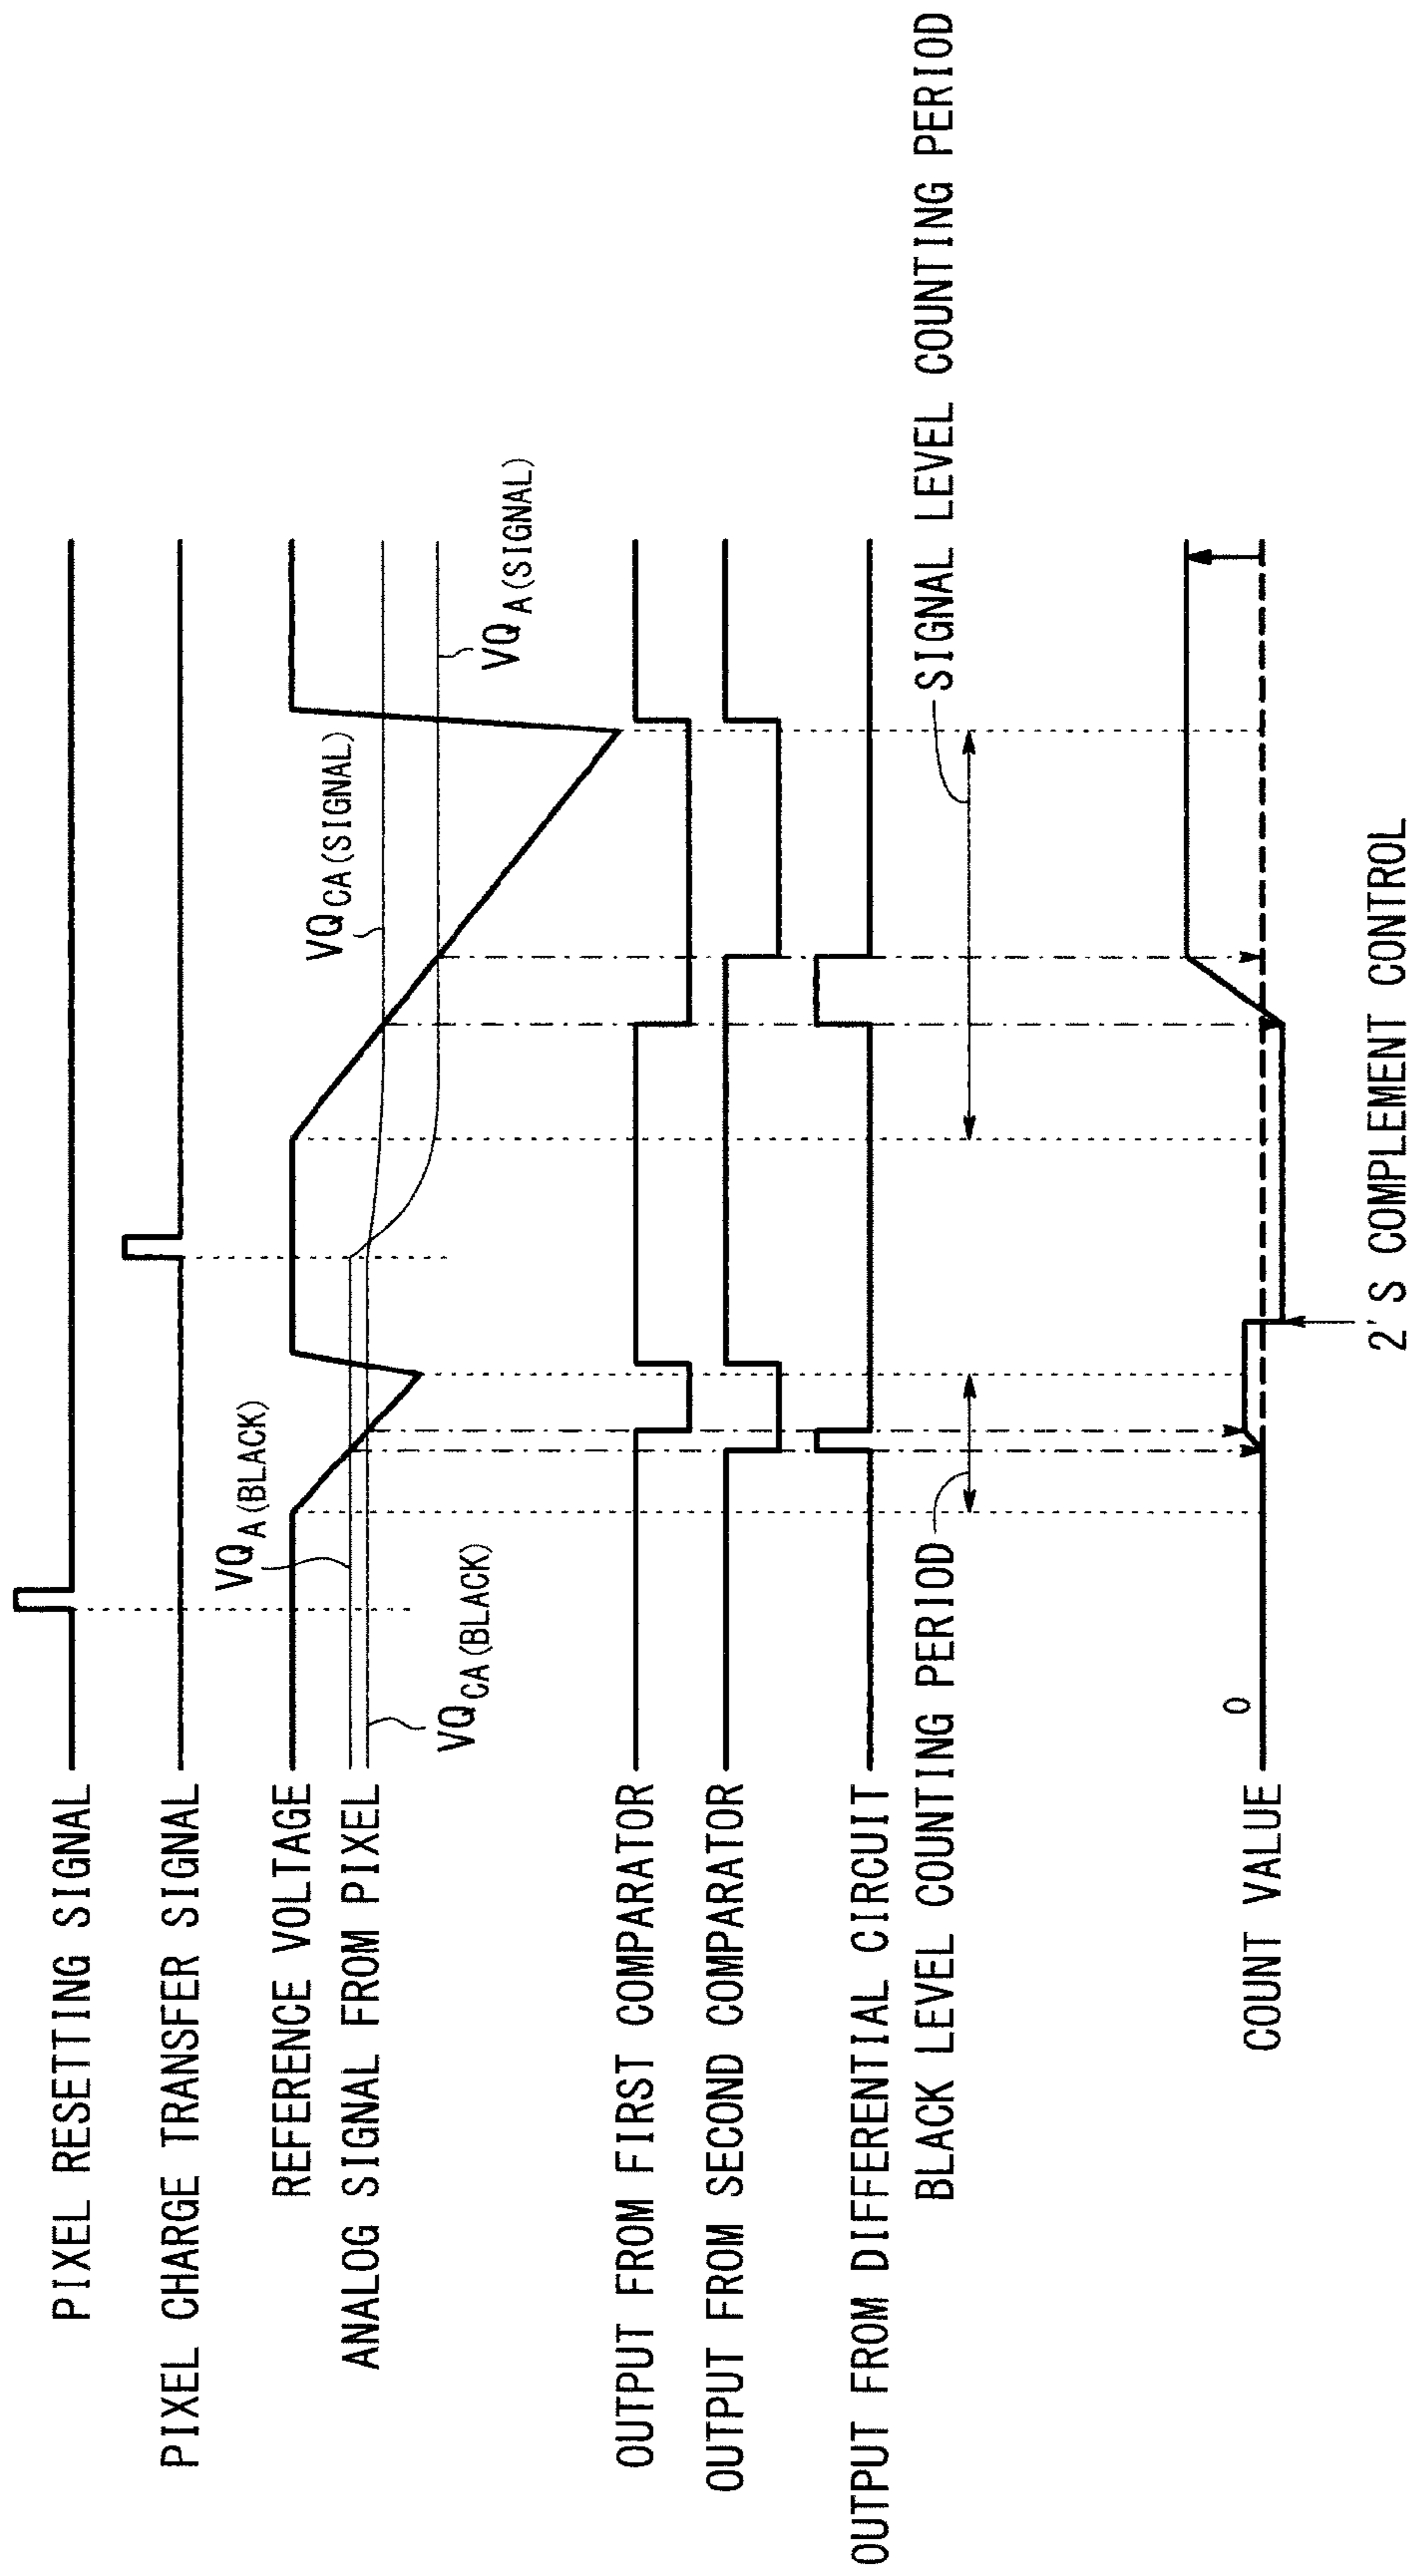 PIXEL RESETTING SIGNAL
PIXEL CHARGE TRANSFER SIGNAL
REFERENCE VOLTAGE
VQA(BLACK)
VQCA(SIGNAL)
ANALOG SIGNAL FROM PIXEL
VQCA(BLACK)
VQA(SIGNAL)
OUTPUT FROM FIRST COMPARATOR
OUTPUT FROM SECOND COMPARATOR
OUTPUT FROM DIFFERENTIAL CIRCUIT
BLACK LEVEL COUNTING PERIOD
SIGNAL LEVEL COUNTING PERIOD
0
COUNT VALUE
2'S COMPLEMENT CONTROL